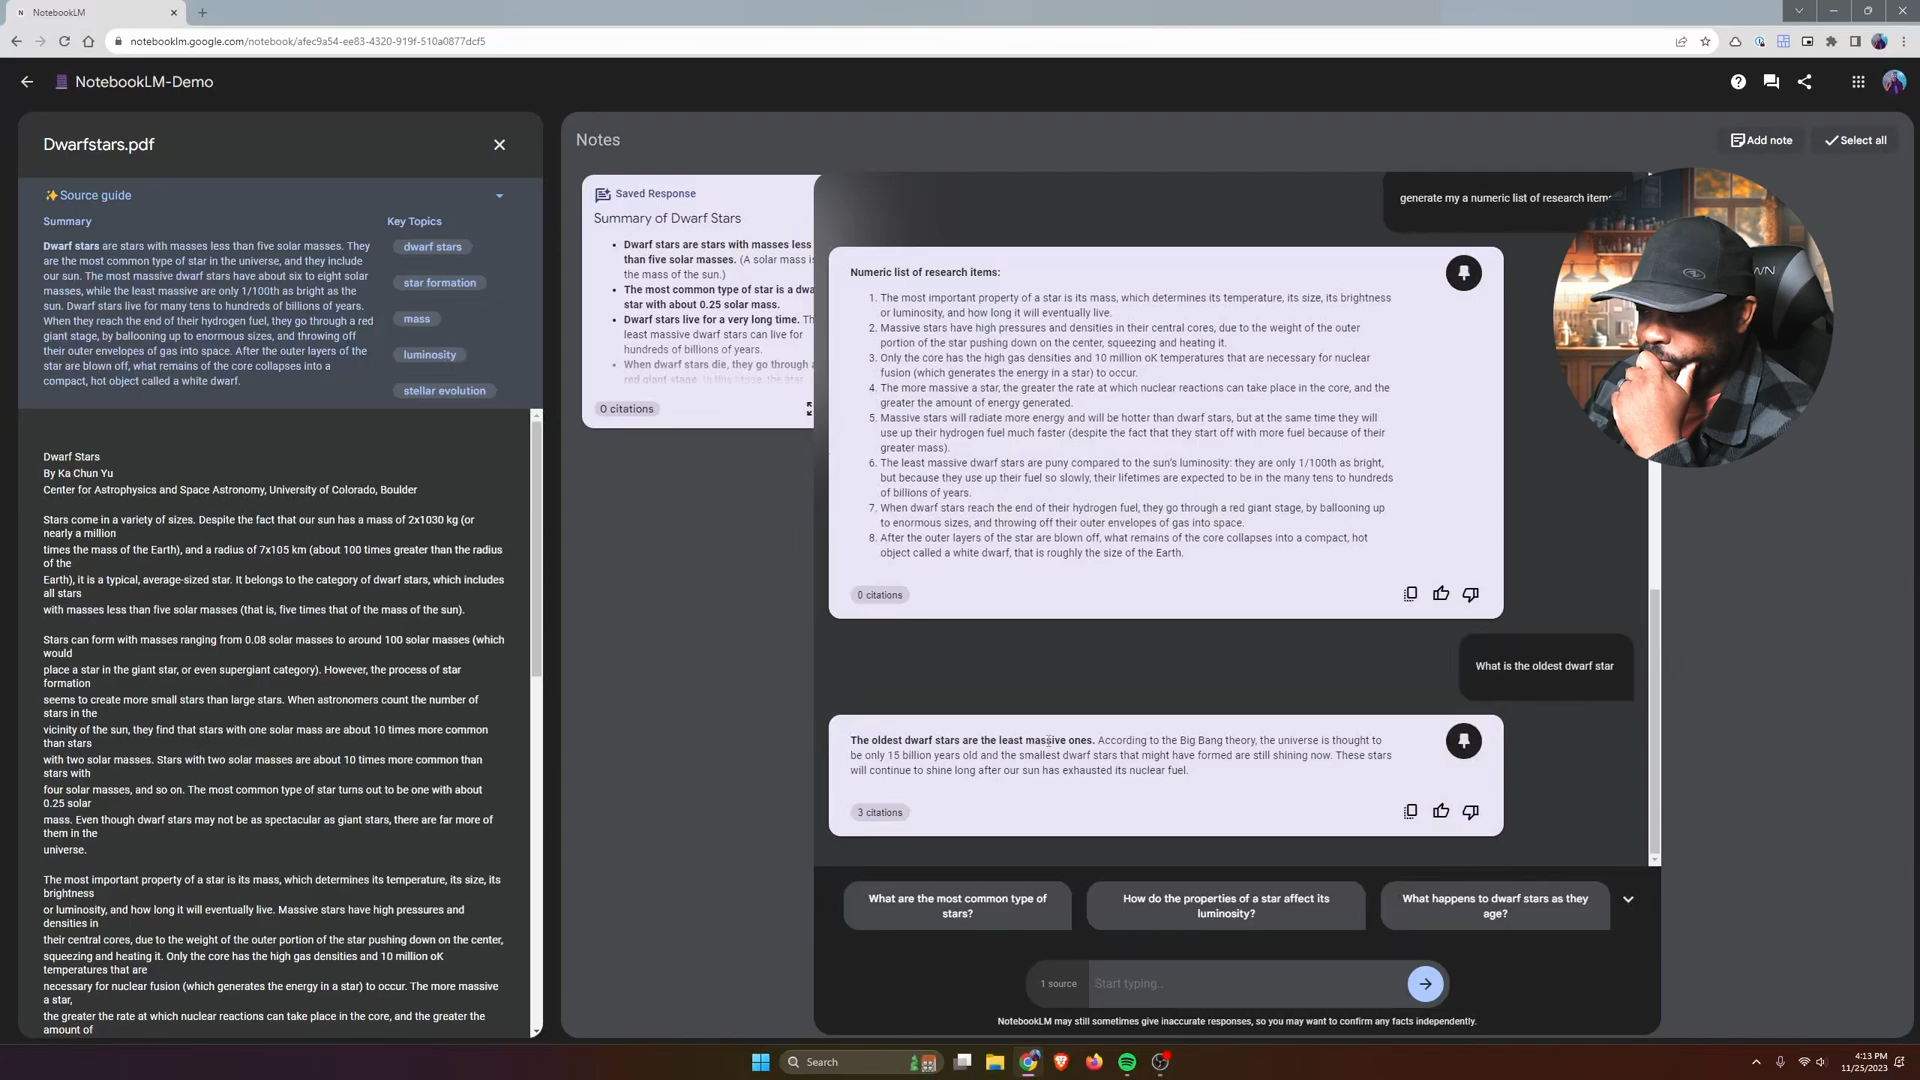 NotebookLM
notebooklm.google.com/notebook/afec9a54-ee83-4320-919f-510a0877dcf5
NotebookLM-Demo
Dwarfstars.pdf
Source guide
Summary
Dwarf stars are stars with masses less than five solar masses. They
are the most common type of star in the universe, and they include
our sun. The most massive dwarf stars have about six to eight solar
masses, while the least massive are only 1/100th as bright as the
sun. Dwarf stars live for many tens to hundreds of billions of years.
When they reach the end of their hydrogen fuel, they go through a red
giant stage, by ballooning up to enormous sizes, and throwing off
their outer envelopes of gas into space. After the outer layers of the
star are blown off, what remains of the core collapses into a
compact, hot object called a white dwarf.
Key Topics
dwarf stars
star formation
mass
luminosity
stellar evolution
Dwarf Stars
By Ka Chun Yu
Center for Astrophysics and Space Astronomy, University of Colorado, Boulder
Stars come in a variety of sizes. Despite the fact that our sun has a mass of 2x1030 kg (or
nearly a million
times the mass of the Earth), and a radius of 7x105 km (about 100 times greater than the radius
of the
Earth), it is a typical, average-sized star. It belongs to the category of dwarf stars, which includes
all stars
with masses less than five solar masses (that is, five times that of the mass of the sun).
Stars can form with masses ranging from 0.08 solar masses to around 100 solar masses (which
would
place a star in the giant star, or even supergiant category). However, the process of star
formation
seems to create more small stars than large stars. When astronomers count the number of
stars in the
vicinity of the sun, they find that stars with one solar mass are about 10 times more common
than stars
with two solar masses. Stars with two solar masses are about 10 times more common than
stars with
four solar masses, and so on. The most common type of star turns out to be one with about
0.25 solar
mass. Even though dwarf stars may not be as spectacular as giant stars, there are far more of
them in the
universe.
The most important property of a star is its mass, which determines its temperature, its size, its
brightness
or luminosity, and how long it will eventually live. Massive stars have high pressures and
densities in
their central cores, due to the weight of the outer portion of the star pushing down on the center,
squeezing and heating it. Only the core has the high gas densities and 10 million oK
temperatures that are
necessary for nuclear fusion (which generates the energy in a star) to occur. The more massive
a star,
the greater the rate at which nuclear reactions can take place in the core, and the greater the
amount of
Notes
Add note
Select all
Saved Response
Summary of Dwarf Stars
• Dwarf stars are stars with masses less
than five solar masses. (A solar mass is
the mass of the sun.)
• The most common type of star is a dwa
star with about 0.25 solar mass.
• Dwarf stars live for a very long time. Th
least massive dwarf stars can live for
hundreds of billions of years.
• When dwarf stars die, they go through a
red giant stage. In this stage, the star
0 citations
generate my a numeric list of research item
Numeric list of research items:
1. The most important property of a star is its mass, which determines its temperature, its size, its brightness
or luminosity, and how long it will eventually live.
2. Massive stars have high pressures and densities in their central cores, due to the weight of the outer
portion of the star pushing down on the center, squeezing and heating it.
3. Only the core has the high gas densities and 10 million oK temperatures that are necessary for nuclear
fusion (which generates the energy in a star) to occur.
4. The more massive a star, the greater the rate at which nuclear reactions can take place in the core, and the
greater the amount of energy generated.
5. Massive stars will radiate more energy and will be hotter than dwarf stars, but at the same time they will
use up their hydrogen fuel much faster (despite the fact that they start off with more fuel because of their
greater mass).
6. The least massive dwarf stars are puny compared to the sun's luminosity: they are only 1/100th as bright,
but because they use up their fuel so slowly, their lifetimes are expected to be in the many tens to hundreds
of billions of years.
7. When dwarf stars reach the end of their hydrogen fuel, they go through a red giant stage, by ballooning up
to enormous sizes, and throwing off their outer envelopes of gas into space.
8. After the outer layers of the star are blown off, what remains of the core collapses into a compact, hot
object called a white dwarf, that is roughly the size of the Earth.
0 citations
What is the oldest dwarf star
The oldest dwarf stars are the least massive ones. According to the Big Bang theory, the universe is thought to
be only 15 billion years old and the smallest dwarf stars that might have formed are still shining now. These stars
will continue to shine long after our sun has exhausted its nuclear fuel.
3 citations
What are the most common type of
stars?
How do the properties of a star affect its
luminosity?
What happens to dwarf stars as they
age?
1 source
Start typing...
NotebookLM may still sometimes give inaccurate responses, so you may want to confirm any facts independently.
Search
4:13 PM
11/25/2023